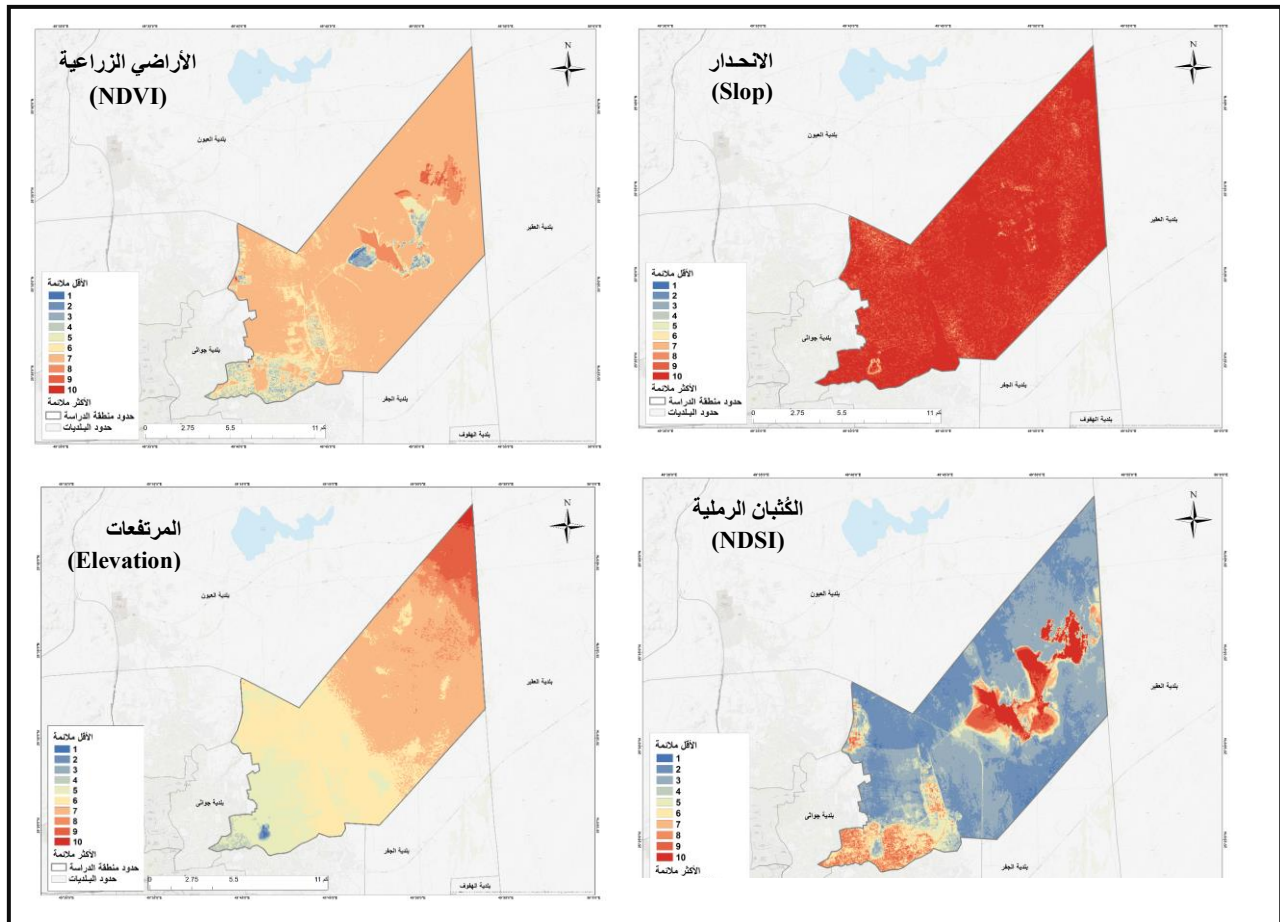 الأراضي الزراعية
(NDVI)
N
بلدية العيون
بلدية العقير
بلدية جواثى
بلدية الجفر
بلدية الهفوف
الأقل ملائمة
1
2
3
4
5
6
7
8
9
10
الأكثر ملائمة
حدود منطقة الدراسة
حدود البلديات
0 2.75 5.5 11 كم
الانحدار
(Slop)
N
بلدية العيون
بلدية العقير
بلدية جواثى
بلدية الجفر
بلدية الهفوف
الأقل ملائمة
1
2
3
4
5
6
7
8
9
10
الأكثر ملائمة
حدود منطقة الدراسة
حدود البلديات
0 2.75 5.5 11 كم
المرتفعات
(Elevation)
N
بلدية العيون
بلدية العقير
بلدية جواثى
بلدية الجفر
بلدية الهفوف
الأقل ملائمة
1
2
3
4
5
6
7
8
9
10
الأكثر ملائمة
حدود منطقة الدراسة
حدود البلديات
0 2.75 5.5 11 كم
الكُثبان الرملية
(NDSI)
N
بلدية العيون
بلدية العقير
بلدية جواثى
بلدية الجفر
الأقل ملائمة
1
2
3
4
5
6
7
8
9
10
الأكثر ملائمة